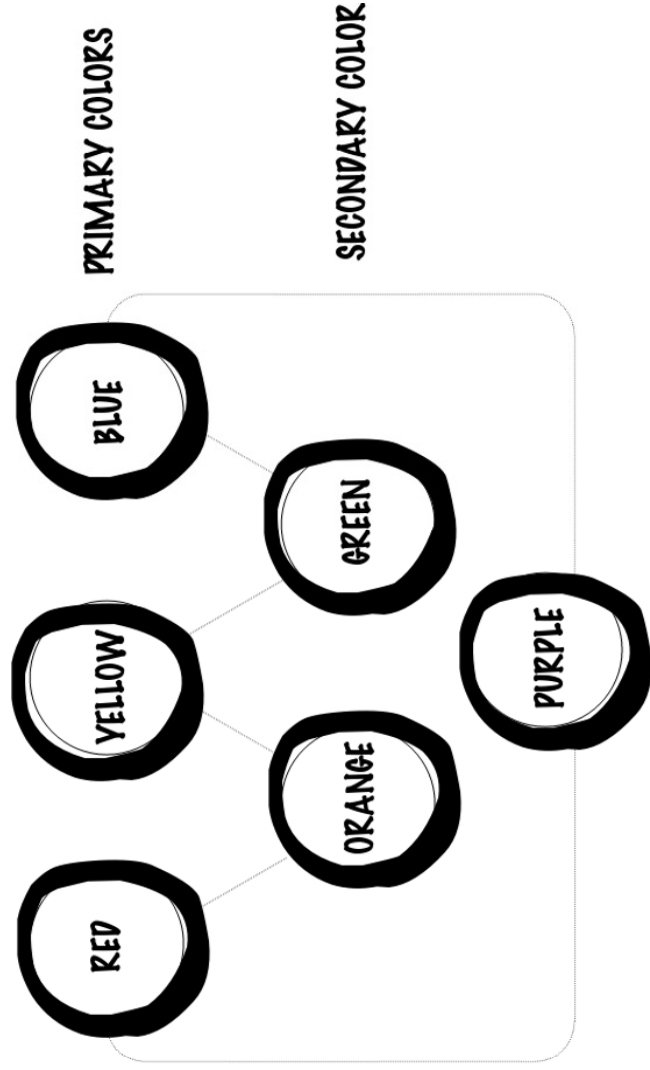 RED
YELLOW
BLUE
PRIMARY COLORS
ORANGE
GREEN
SECONDARY COLOR
PURPLE